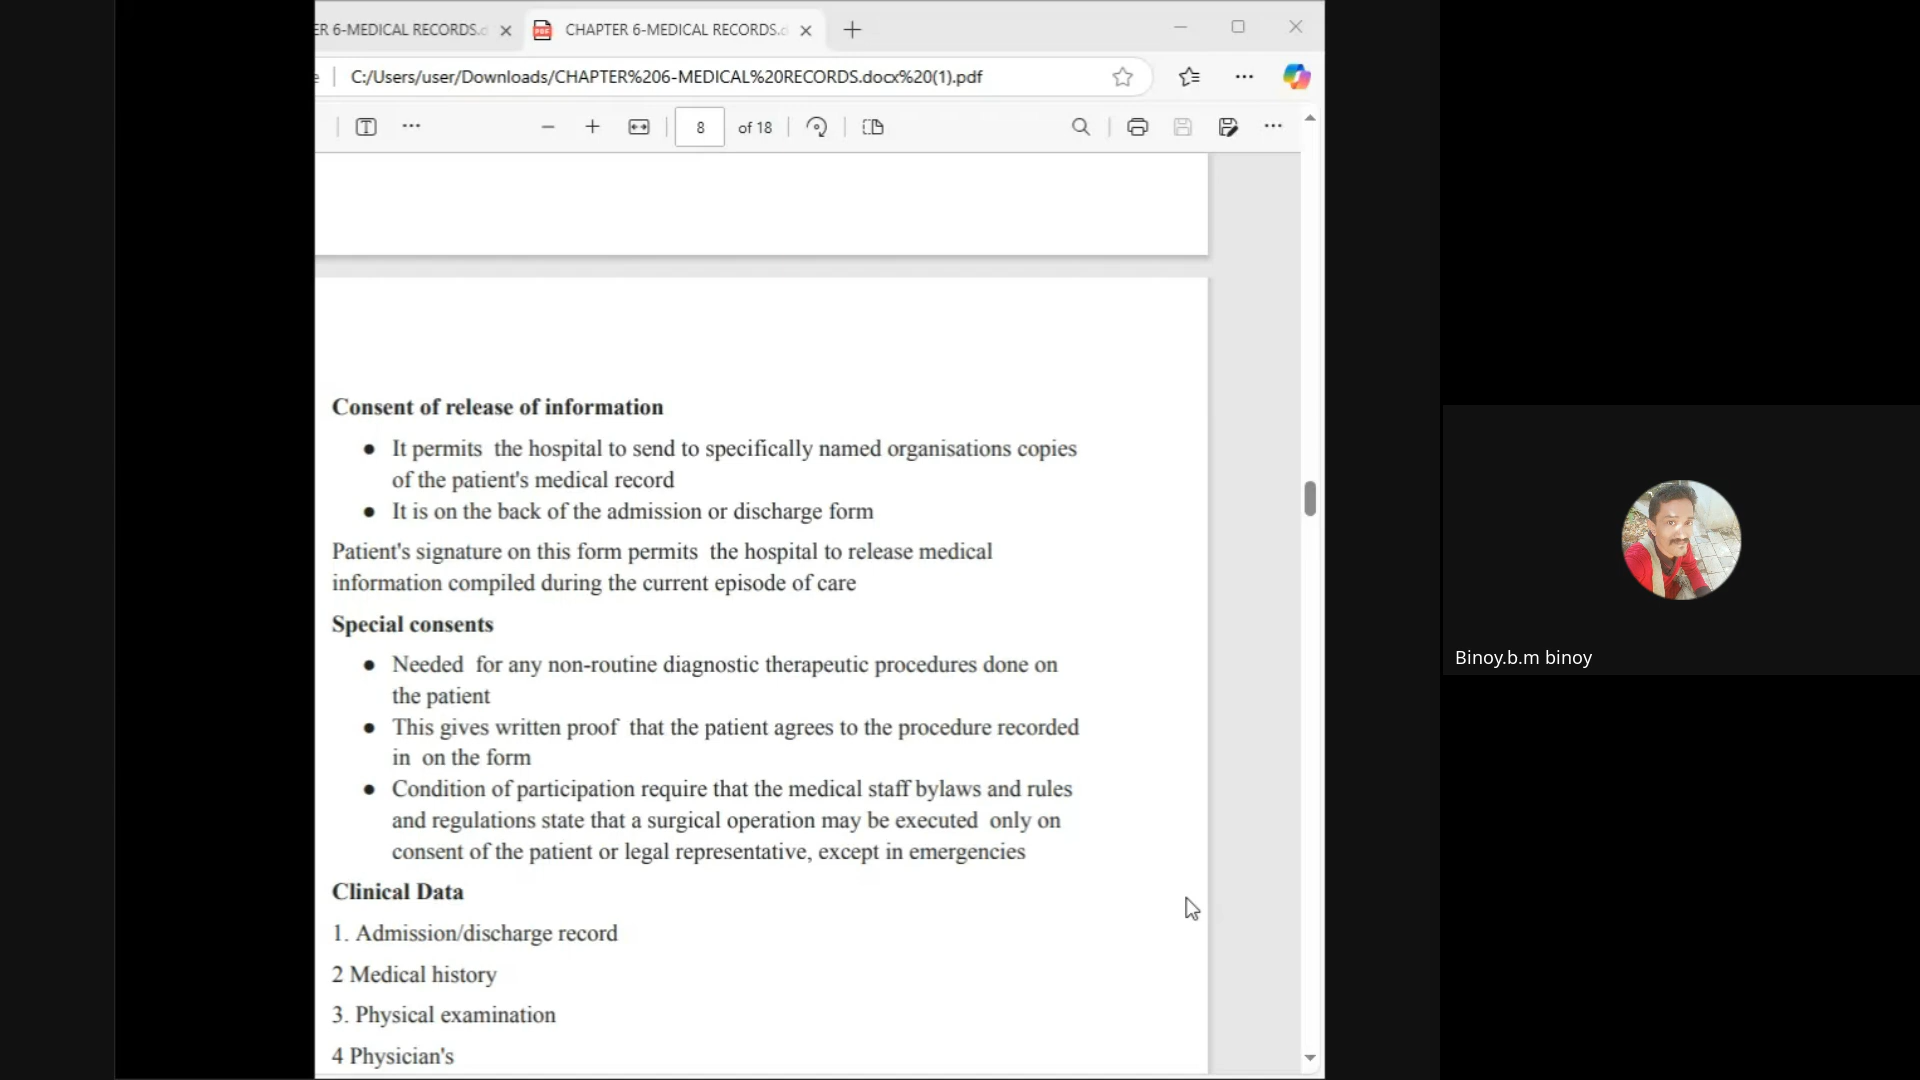 ER 6-MEDICAL RECORDS.d
CHAPTER 6-MEDICAL RECORDS.d
C:/Users/user/Downloads/CHAPTER%206-MEDICAL%20RECORDS.docx%20(1).pdf
8 of 18
Consent of release of information
● It permits the hospital to send to specifically named organisations copies
of the patient's medical record
● It is on the back of the admission or discharge form
Patient's signature on this form permits the hospital to release medical
information compiled during the current episode of care
Special consents
● Needed for any non-routine diagnostic therapeutic procedures done on
the patient
● This gives written proof that the patient agrees to the procedure recorded
in on the form
● Condition of participation require that the medical staff bylaws and rules
and regulations state that a surgical operation may be executed only on
consent of the patient or legal representative, except in emergencies
Clinical Data
1. Admission/discharge record
2 Medical history
3. Physical examination
4 Physician's
Binoy.b.m binoy